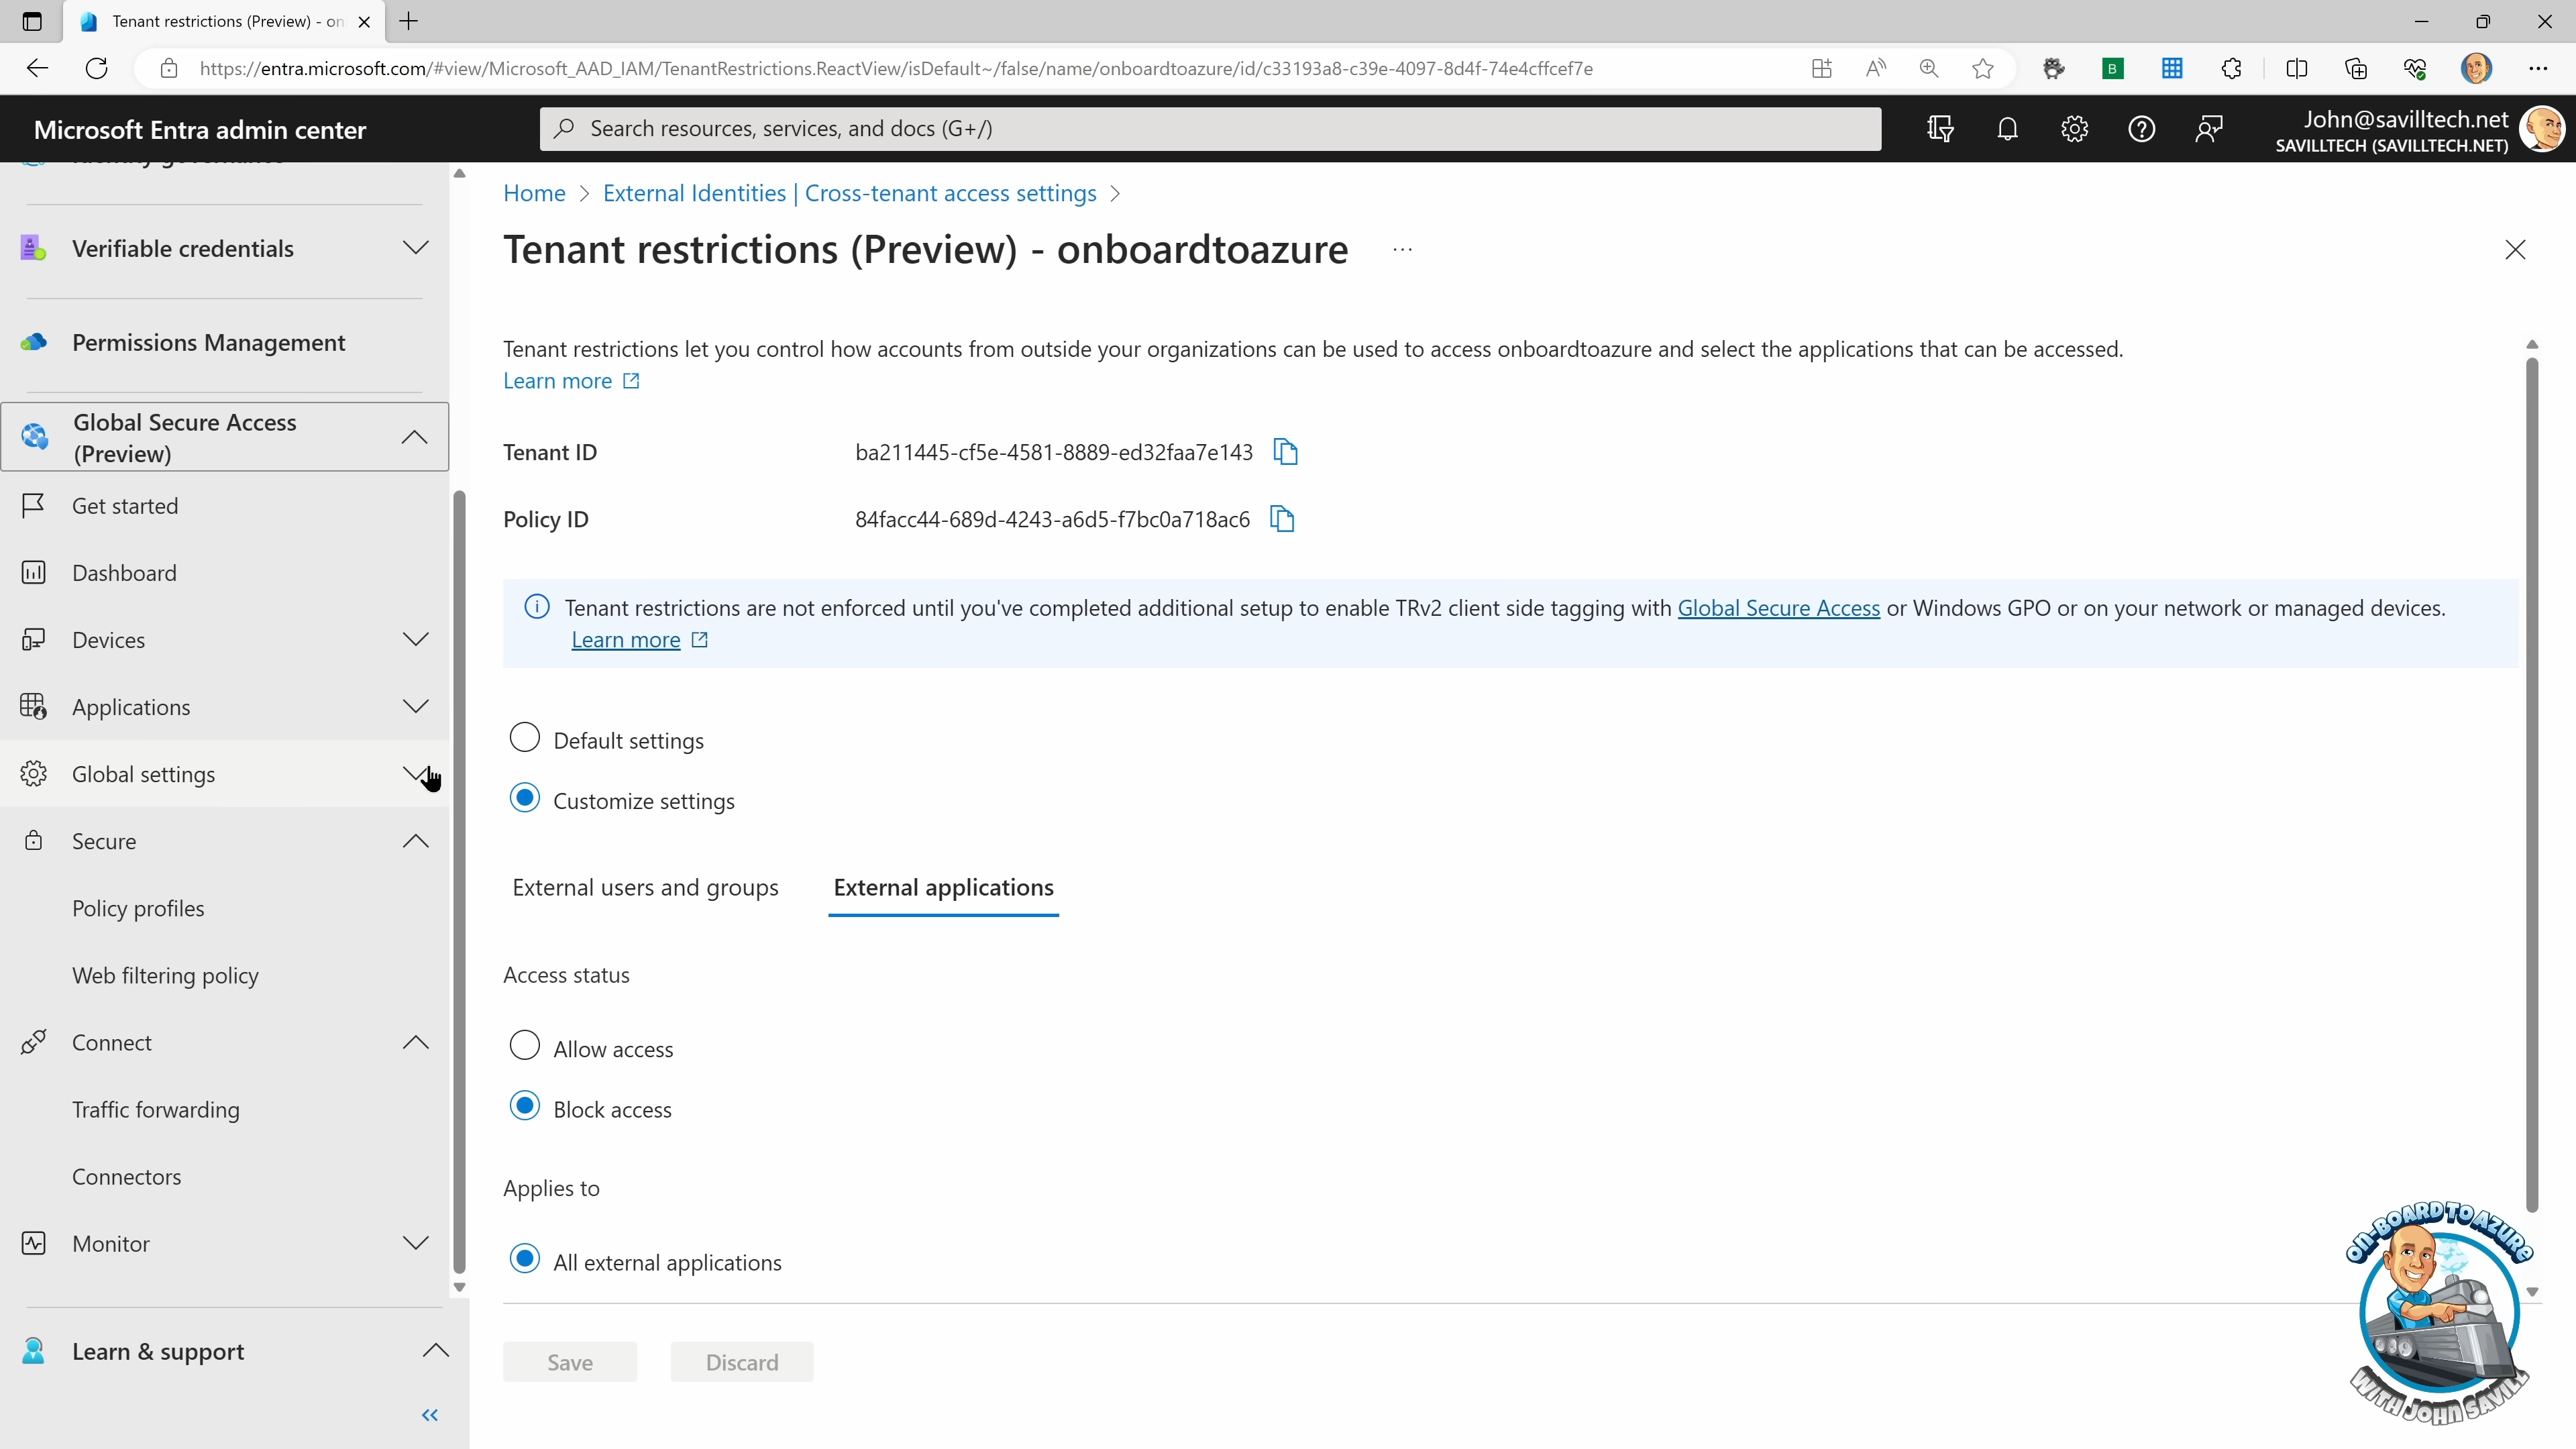 Tenant restrictions (Preview) - on
https://entra.microsoft.com/#view/Microsoft_AAD_IAM/TenantRestrictions.ReactView/isDefault~/false/name/onboardtoazure/id/c33193a8-c39e-4097-8d4f-74e4cffcef7e
Microsoft Entra admin center
Search resources, services, and docs (G+/)
John@savilltech.net
SAVILLTECH (SAVILLTECH.NET)
Verifiable credentials
Permissions Management
Global Secure Access
(Preview)
Get started
Dashboard
Devices
Applications
Global settings
Secure
Policy profiles
Web filtering policy
Connect
Traffic forwarding
Connectors
Monitor
Learn & support
Home > External Identities | Cross-tenant access settings >
Tenant restrictions (Preview) - onboardtoazure ...
Tenant restrictions let you control how accounts from outside your organizations can be used to access onboardtoazure and select the applications that can be accessed.
Learn more
Tenant ID ba211445-cf5e-4581-8889-ed32faa7e143
Policy ID 84facc44-689d-4243-a6d5-f7bc0a718ac6
Tenant restrictions are not enforced until you've completed additional setup to enable TRv2 client side tagging with Global Secure Access or Windows GPO or on your network or managed devices.
Learn more
Default settings
Customize settings
External users and groups External applications
Access status
Allow access
Block access
Applies to
All external applications
Save Discard
ON-BOARD TO AZURE
WITH JOHN SAVILL